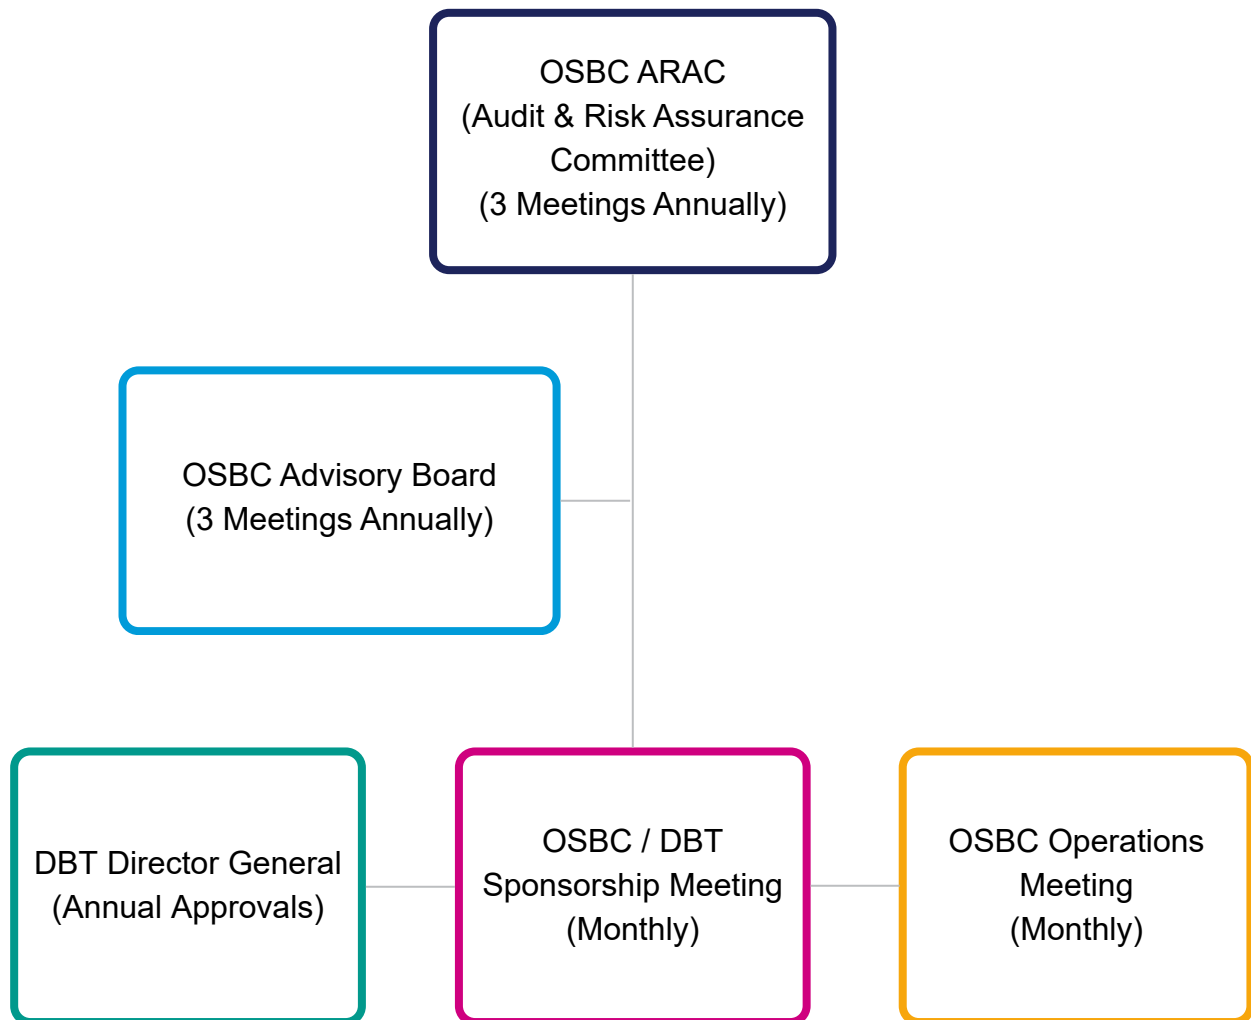 OSBC ARAC
(Audit & Risk Assurance
Committee)
(3 Meetings Annually)
OSBC Advisory Board
(3 Meetings Annually)
DBT Director General
(Annual Approvals)
OSBC / DBT
Sponsorship Meeting
(Monthly)
OSBC Operations
Meeting
(Monthly)